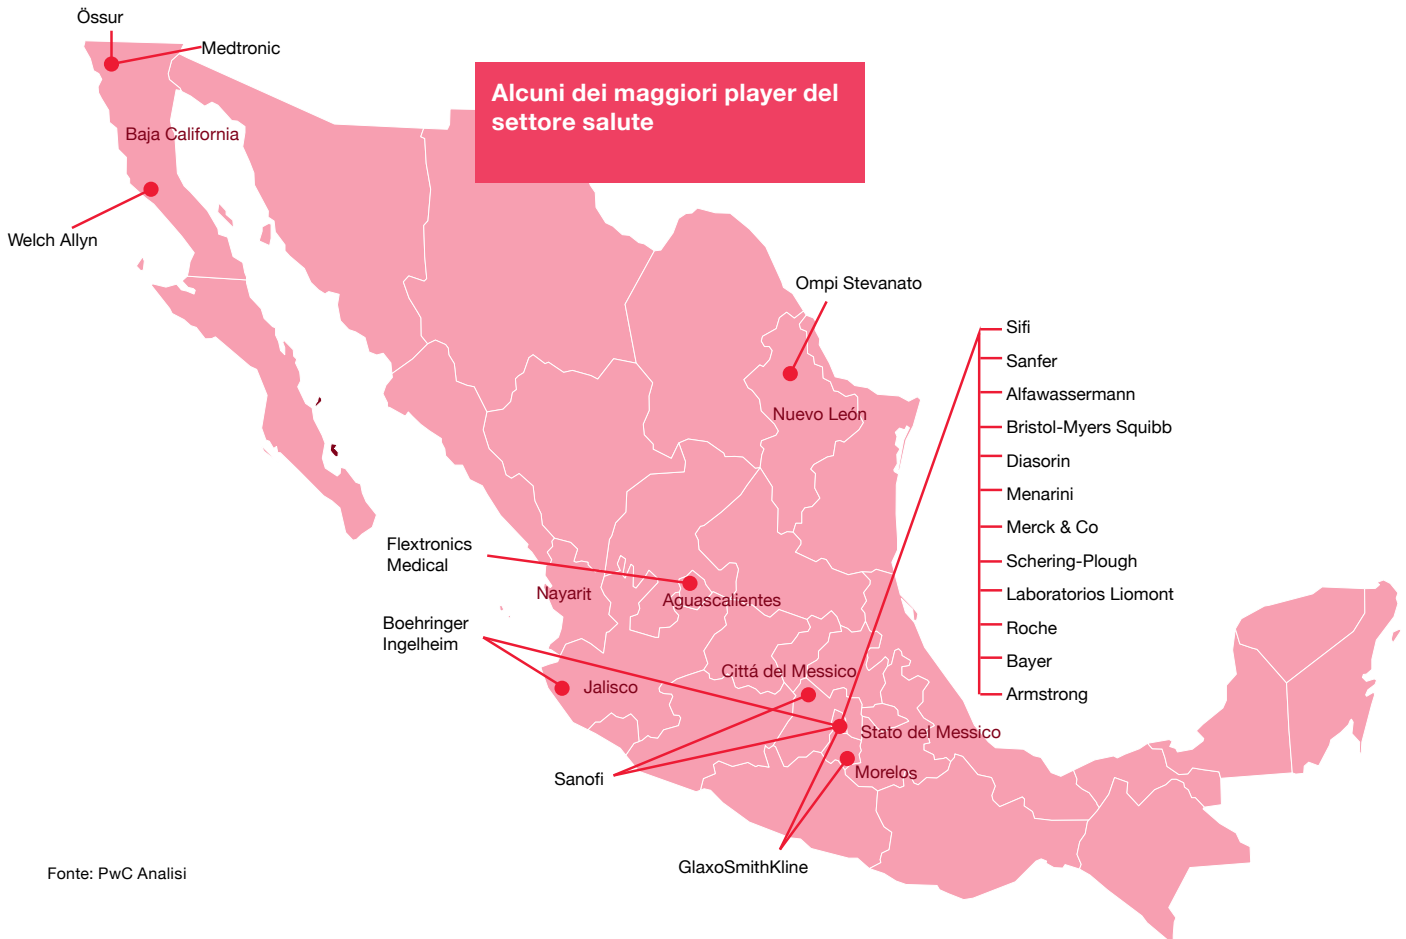 Össur
Medtronic
Alcuni dei maggiori player del
settore salute
Baja California
Welch Allyn
Ompi Stevanato
Sifi
Sanfer
Alfawassermann
Nuevo León
Bristol-Myers Squibb
Diasorin
Menarini
Merck & Co
Flextronics
Medical
Schering-Plough
Nayarit
Aguascalientes
Laboratorios Liomont
Boehringer
Ingelheim
Roche
Bayer
Cittá del Messico
Jalisco
Armstrong
Stato del Messico
Sanofi
Morelos
GlaxoSmithKline
Fonte: PwC Analisi